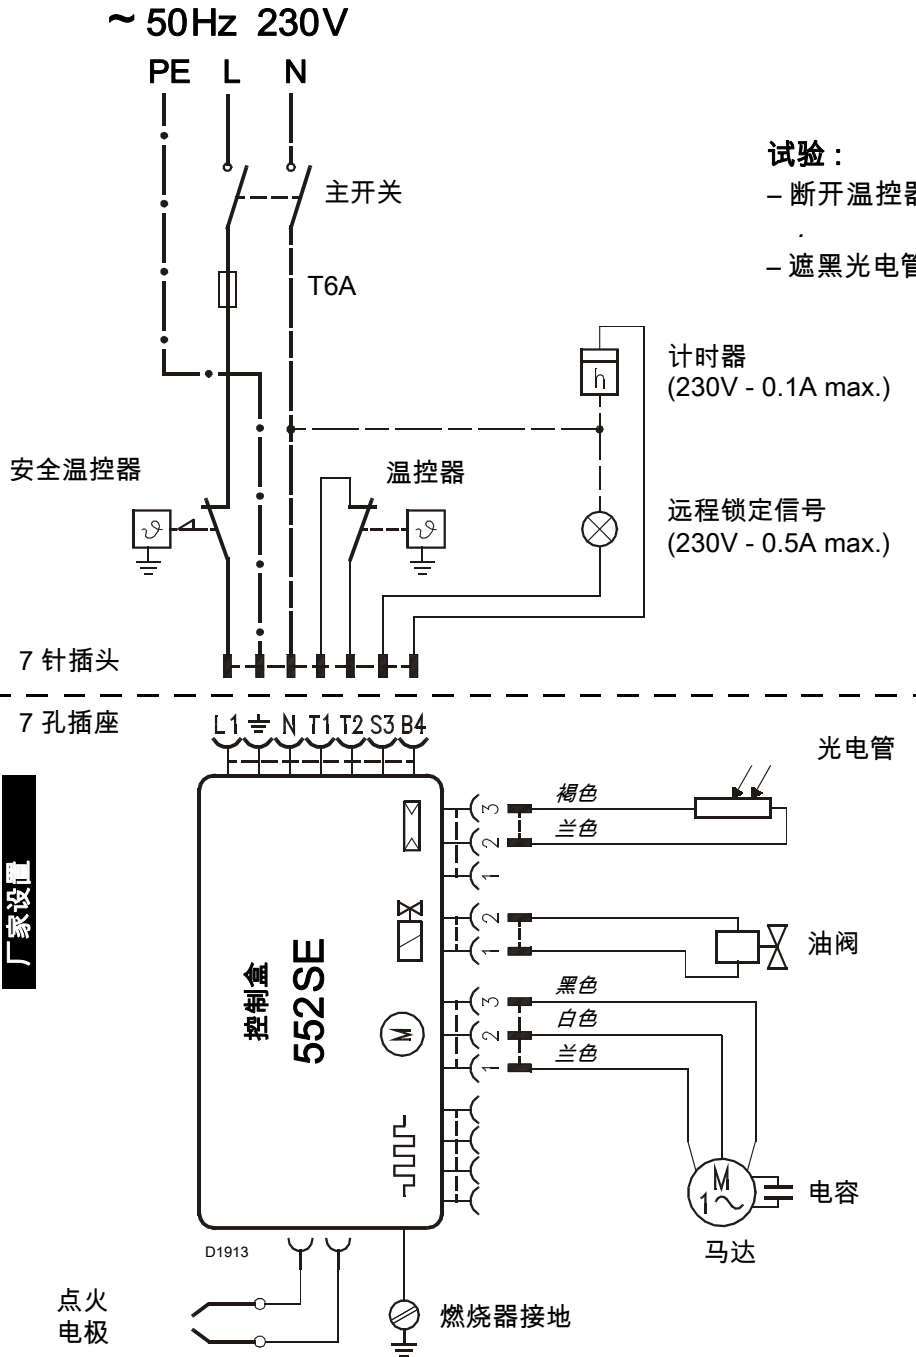 ~ 50Hz 230V
PE L N
主开关
试验 :
– 断开温控器
.
– 遮黑光电管
T6A
计时器
(230V - 0.1A max.)
h
安全温控器
温控器
ϑ
ϑ
远程锁定信号
(230V - 0.5A max.)
7 针插头
7 孔插座
L1 N T1 T2 S3 B4
光电管
厂家设置
控制盒
552SE
3
褐色
2
兰色
1
2
1
油阀
M
3
黑色
2
白色
1
兰色
M
1~
电容
马达
D1913
点火
电极
燃烧器接地